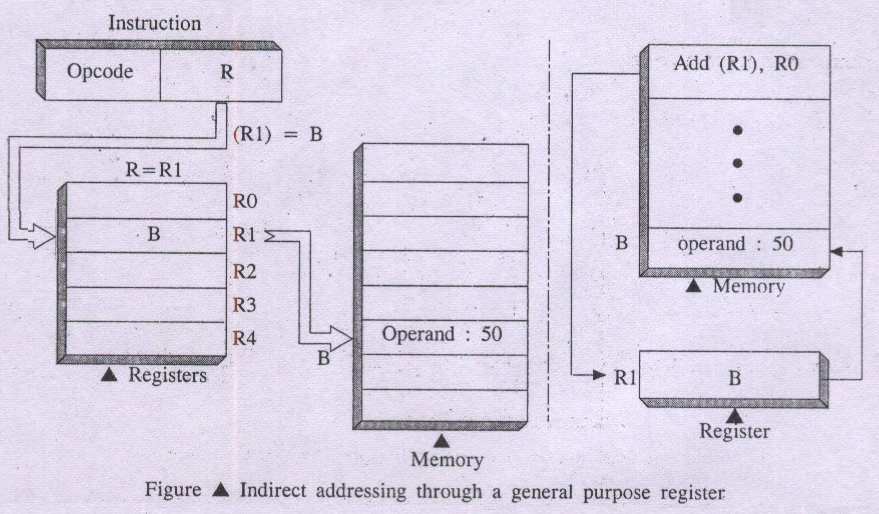 Instruction
Opcode R
(R1) = B
R=R1
R0
B R1
R2
R3
R4
▲ Registers
B Operand : 50
▲
Memory
Add (R1), R0
B operand : 50
▲ Memory
R1 B
▲
Register
Figure ▲ Indirect addressing through a general purpose register